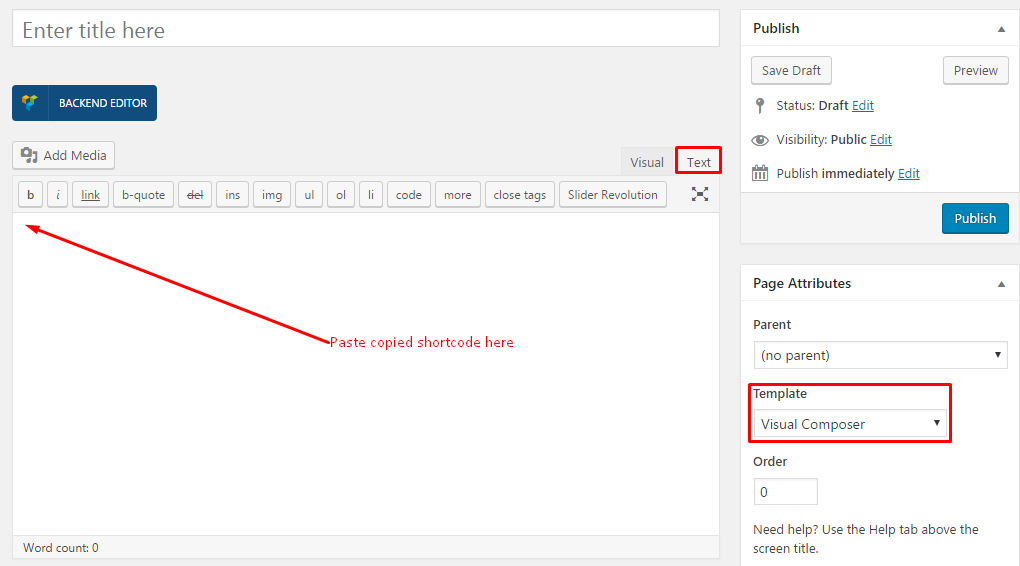 Enter title here
BACKEND EDITOR
Add Media
Visual Text
b i link b-quote del ins img ul ol li code more close tags Slider Revolution
Paste copied shortcode here
Word count: 0
Publish
Save Draft Preview
Status: Draft Edit
Visibility: Public Edit
Publish immediately Edit
Publish
Page Attributes
Parent
(no parent)
Template
Visual Composer
Order
0
Need help? Use the Help tab above the
screen title.